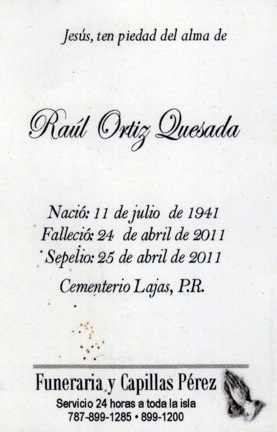 Jesús, ten piedad del alma de
Raúl Ortiz Quesada
Nació: 11 de julio de 1941
Falleció: 24 de abril de 2011
Sepelio: 25 de abril de 2011
Cementerio Lajas, P.R.
Funeraria y Capillas Pérez
Servicio 24 horas a toda la isla
787-899-1285 • 899-1200